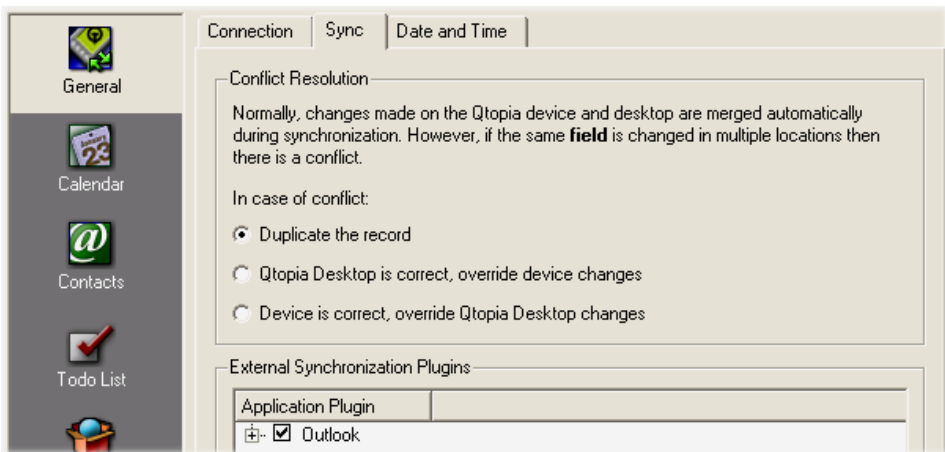 Connection Sync Date and Time
General
Conflict Resolution
Normally, changes made on the Qtopia device and desktop are merged automatically
during synchronization. However, if the same field is changed in multiple locations then
there is a conflict.
In case of conflict:
Duplicate the record
Qtopia Desktop is correct, override device changes
Device is correct, override Qtopia Desktop changes
January
23
Calendar
@
Contacts
Todo List
External Synchronization Plugins
Application Plugin
Outlook